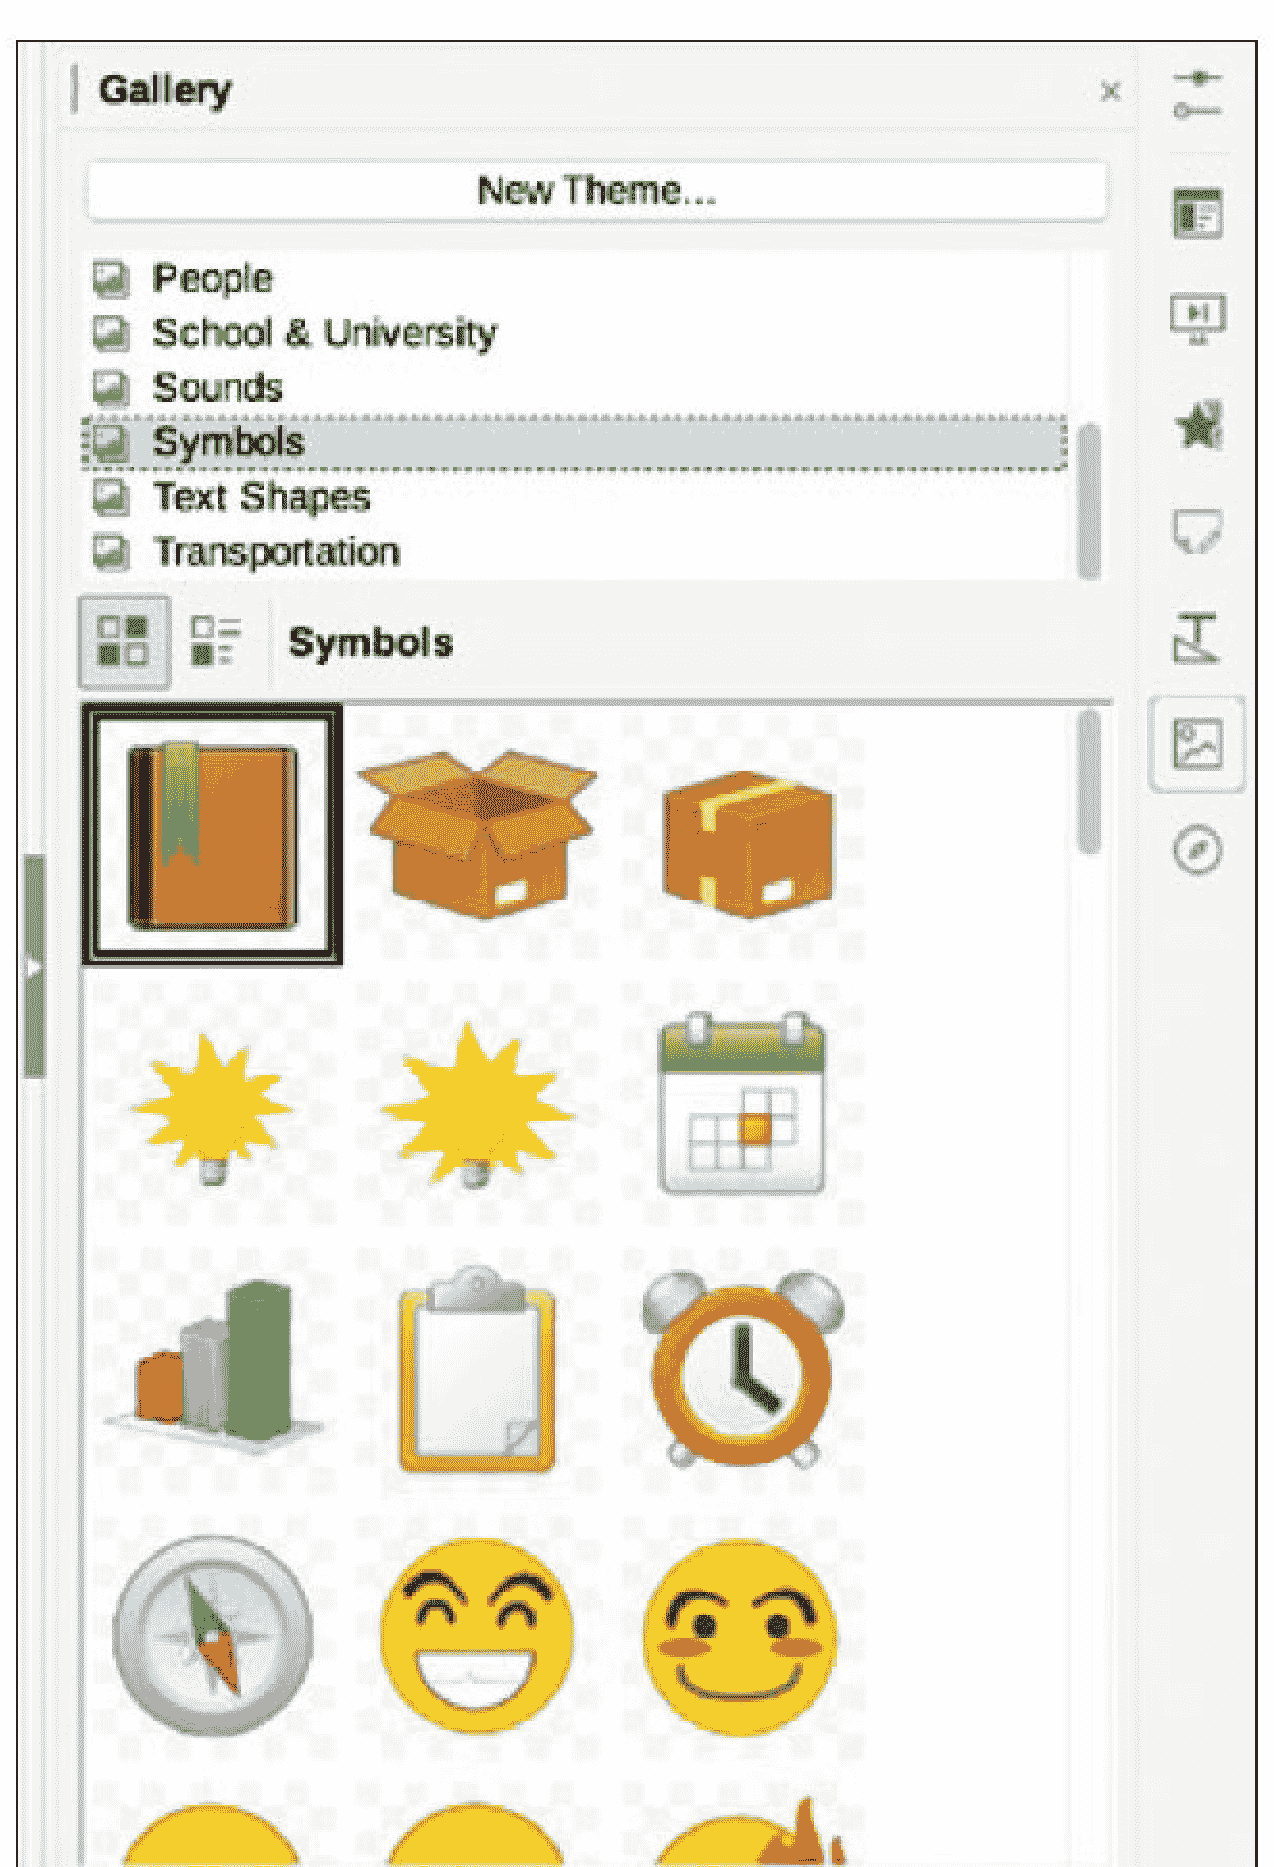 Gallery
New Theme...
People
School & University
Sounds
Symbols
Text Shapes
Transportation
Symbols